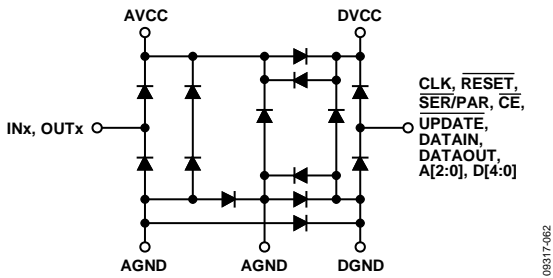 AVCC DVCC
INx, OUTx
CLK, RESET,
SER/PAR, CE,
UPDATE,
DATAIN,
DATAOUT,
A[2:0], D[4:0]
AGND AGND DGND
09317-062